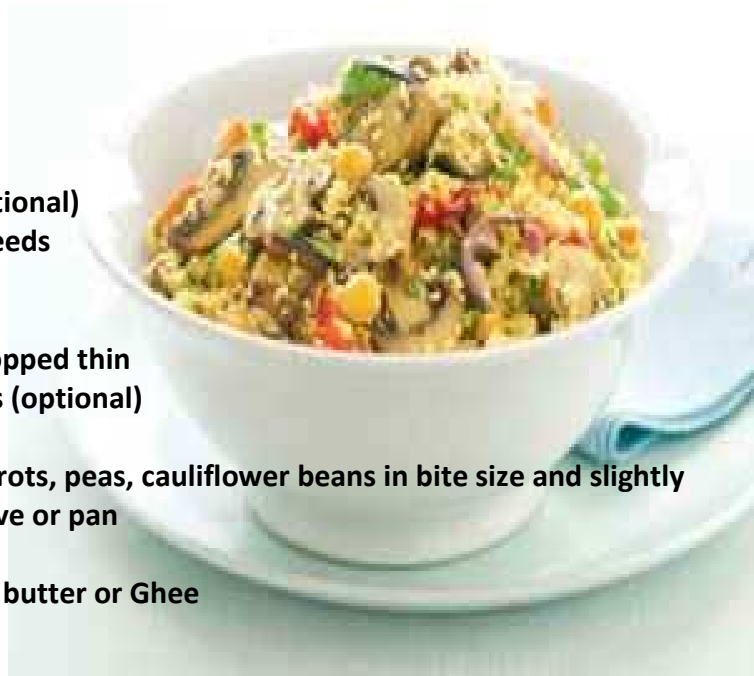 tional)
eeds
opped thin
s (optional)
rots, peas, cauliflower beans in bite size and slightly
ve or pan
butter or Ghee